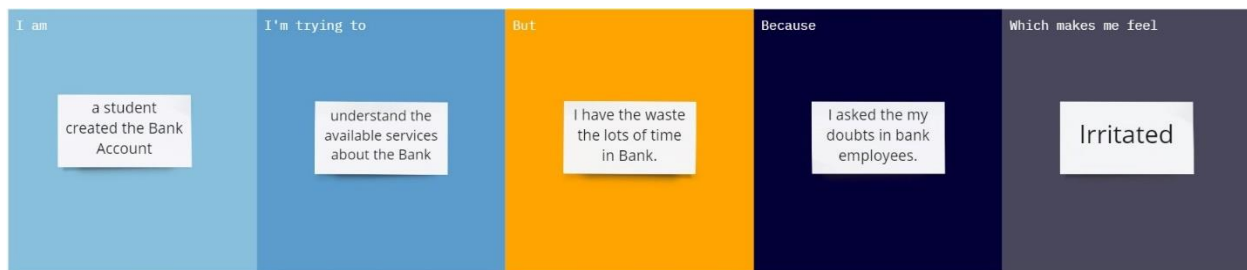 I am
a student
created the Bank
Account
I'm trying to
understand the
available services
about the Bank
But
I have the waste
the lots of time
in Bank.
Because
I asked the my
doubts in bank
employees.
Which makes me feel
Irritated